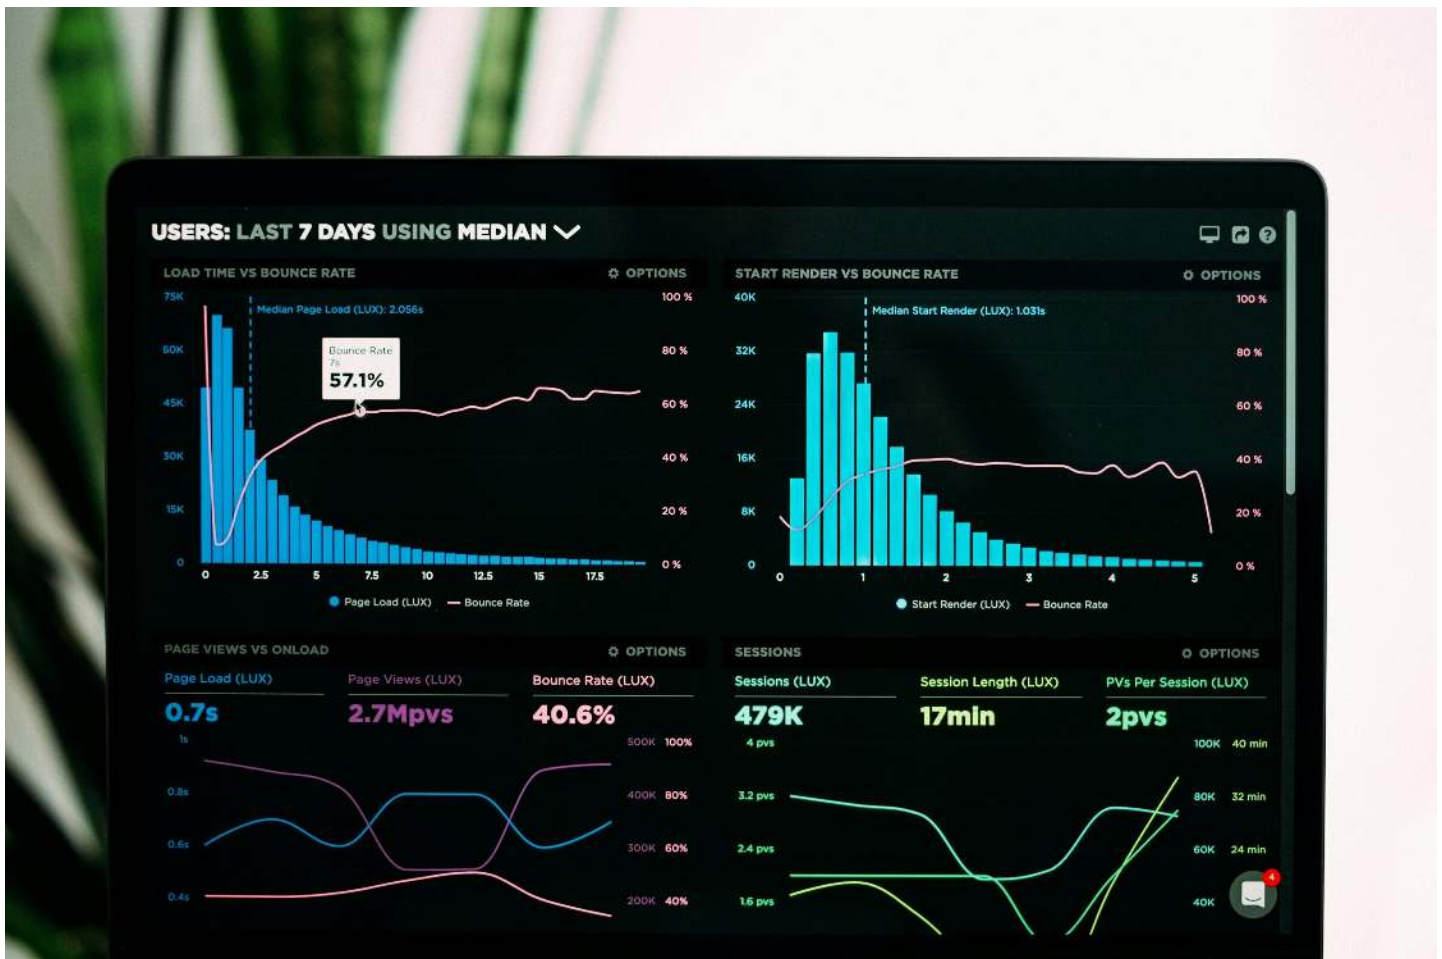 USERS: LAST 7 DAYS USING MEDIAN
LOAD TIME VS BOUNCE RATE
OPTIONS
75K
60K
45K
30K
15K
0
Median Page Load (LUX): 2.056s
Bounce Rate
7s
57.1%
100 %
80 %
60 %
40 %
20 %
0 %
0 2.5 5 7.5 10 12.5 15 17.5
Page Load (LUX) Bounce Rate
START RENDER VS BOUNCE RATE
OPTIONS
40K
32K
24K
16K
8K
0
Median Start Render (LUX): 1.031s
100 %
80 %
60 %
40 %
20 %
0 %
0 1 2 3 4 5
Start Render (LUX) Bounce Rate
PAGE VIEWS VS ONLOAD
OPTIONS
Page Load (LUX)
0.7s
Page Views (LUX)
2.7Mpvs
Bounce Rate (LUX)
40.6%
1s
0.8s
0.6s
0.4s
500K 100%
400K 80%
300K 60%
200K 40%
SESSIONS
OPTIONS
Sessions (LUX)
479K
Session Length (LUX)
17min
PVs Per Session (LUX)
2pvs
4 pvs
3.2 pvs
2.4 pvs
1.6 pvs
100K 40 min
80K 32 min
60K 24 min
40K
4